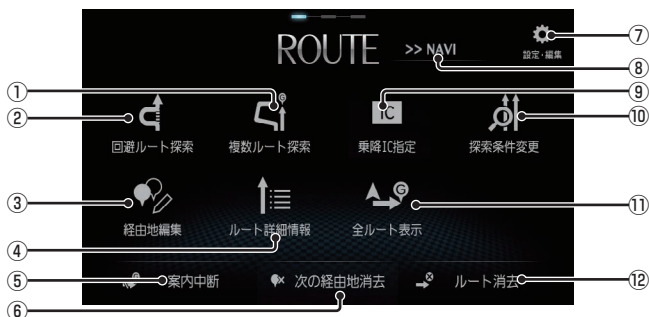 ROUTE >> NAVI
設定・編集
⑦
⑧
①
②
⑨
⑩
回避ルート探索 複数ルート探索 乗降IC指定 探索条件変更
IC
③
④
⑪
G
経由地編集 ルート詳細情報 全ルート表示
⑤
⑥
⑫
案内中断 次の経由地消去 ルート消去